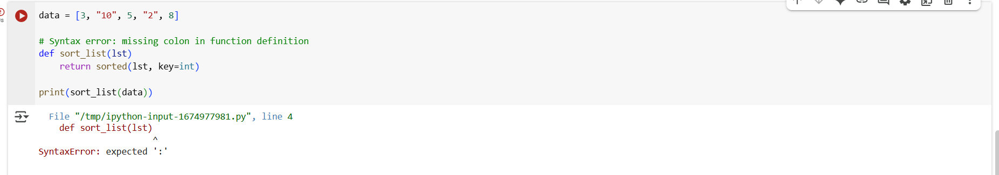 data = [3, "10", 5, "2", 8]
# Syntax error: missing colon in function definition
def sort_list(lst)
    return sorted(lst, key=int)
print(sort_list(data))
File "/tmp/ipython-input-1674977981.py", line 4
    def sort_list(lst)
                      ^
SyntaxError: expected ':'